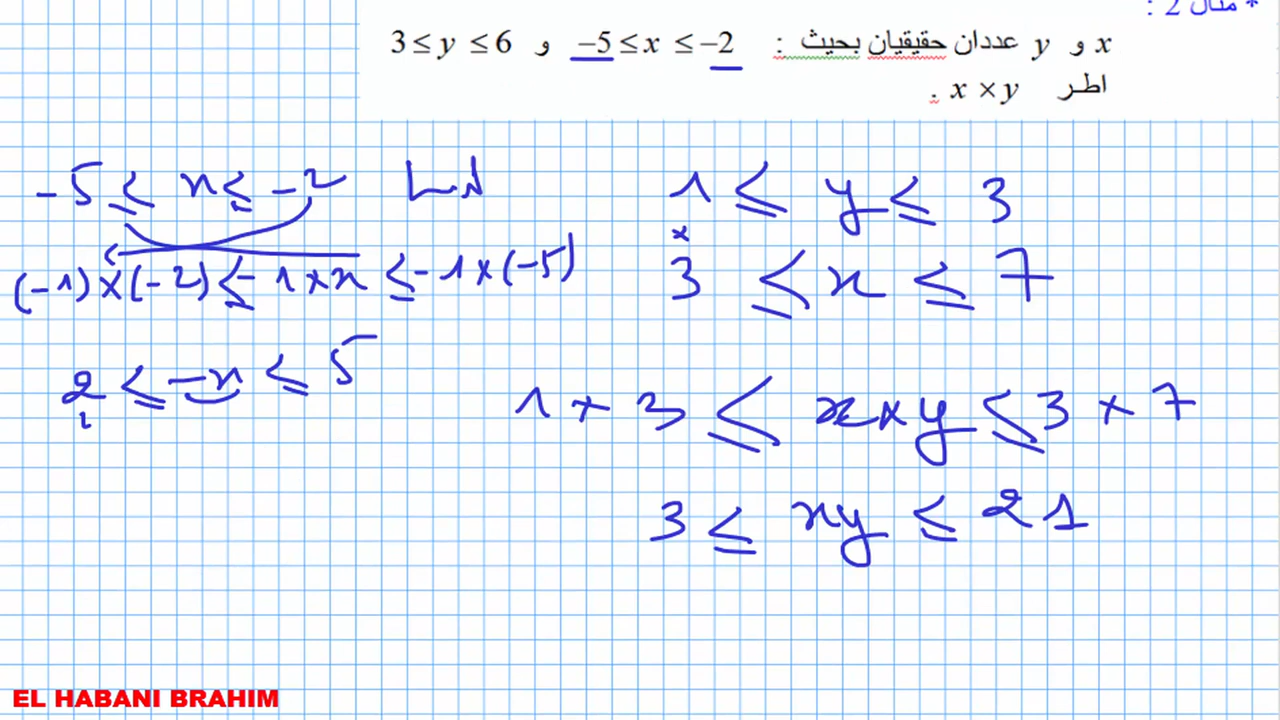 * مثال 2 :
x و y عددان حقيقيان بحيث : −5 ≤ x ≤ −2 و 3 ≤ y ≤ 6
اطر x × y .
-5 ≤ x ≤ -2 لدينا
(-1)×(-2) ≤ -1×x ≤ -1×(-5)
2 ≤ -x ≤ 5
1 ≤ y ≤ 3
×
3 ≤ x ≤ 7
1 × 3 ≤ x × y ≤ 3 × 7
3 ≤ xy ≤ 21
EL HABANI BRAHIM